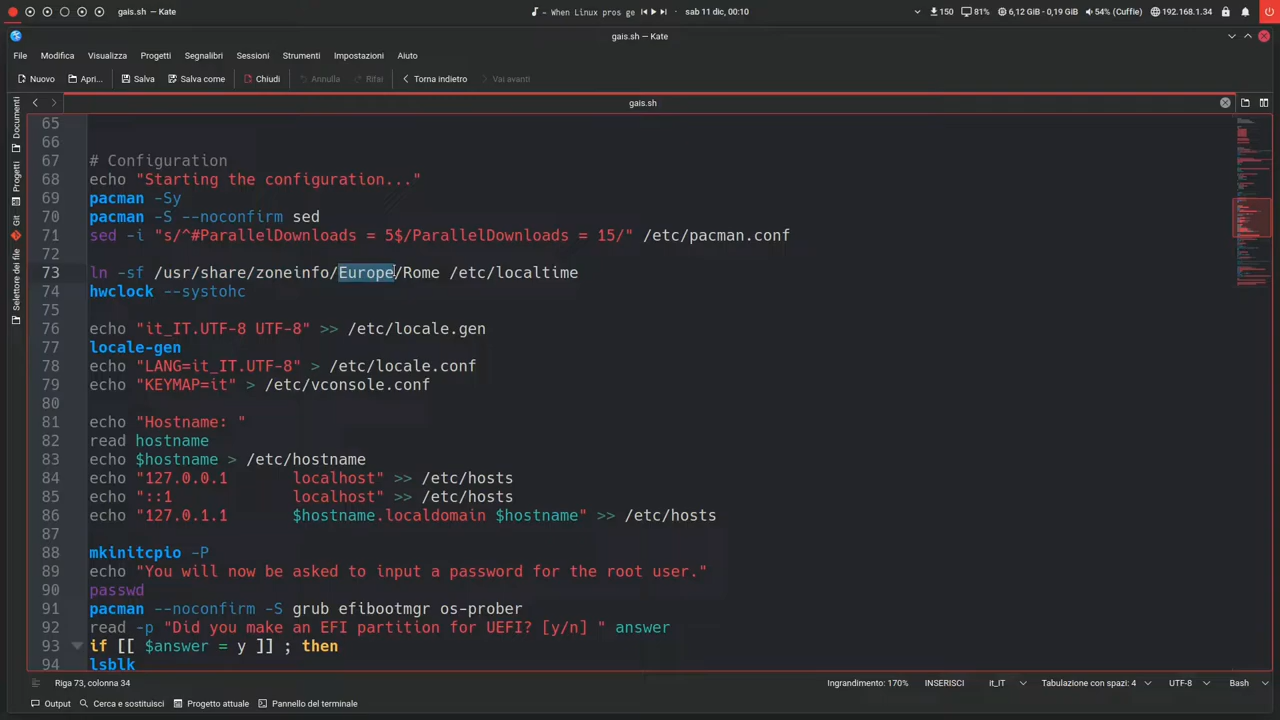 gais.sh — Kate
~ When Linux pros ge
sab 11 dic, 00:10
150
81%
6,12 GiB - 0,19 GiB
54% (Cuffie)
192.168.1.34
gais.sh — Kate
File Modifica Visualizza Progetti Segnalibri Sessioni Strumenti Impostazioni Aiuto
Nuovo Apri... Salva Salva come Chiudi Annulla Rifai Torna indietro Vai avanti
gais.sh
Documenti
Progetti
Git
Selettore dei file
65
66
67 # Configuration
68 echo "Starting the configuration..."
69 pacman -Sy
70 pacman -S --noconfirm sed
71 sed -i "s/^#ParallelDownloads = 5$/ParallelDownloads = 15/" /etc/pacman.conf
72
73 ln -sf /usr/share/zoneinfo/Europe/Rome /etc/localtime
74 hwclock --systohc
75
76 echo "it_IT.UTF-8 UTF-8" >> /etc/locale.gen
77 locale-gen
78 echo "LANG=it_IT.UTF-8" > /etc/locale.conf
79 echo "KEYMAP=it" > /etc/vconsole.conf
80
81 echo "Hostname: "
82 read hostname
83 echo $hostname > /etc/hostname
84 echo "127.0.0.1       localhost" >> /etc/hosts
85 echo "::1             localhost" >> /etc/hosts
86 echo "127.0.1.1       $hostname.localdomain $hostname" >> /etc/hosts
87
88 mkinitcpio -P
89 echo "You will now be asked to input a password for the root user."
90 passwd
91 pacman --noconfirm -S grub efibootmgr os-prober
92 read -p "Did you make an EFI partition for UEFI? [y/n] " answer
93 if [[ $answer = y ]] ; then
94 lsblk
Riga 73, colonna 34
Ingrandimento: 170% INSERISCI it_IT Tabulazione con spazi: 4 UTF-8 Bash
Output Cerca e sostituisci Progetto attuale Pannello del terminale